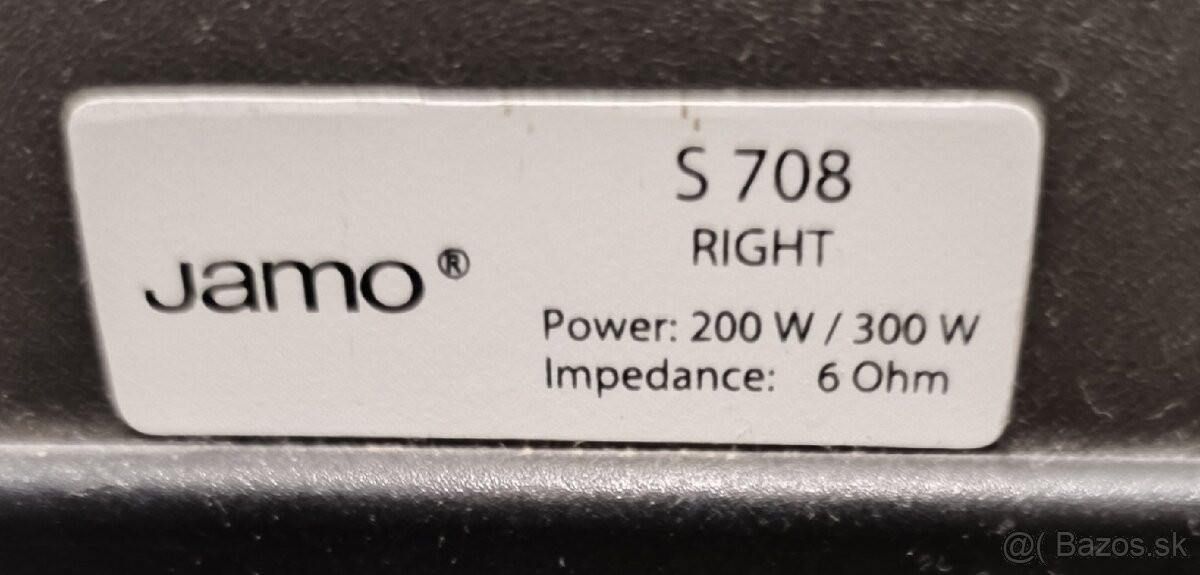 Jamo®
S 708
RIGHT
Power: 200 W / 300 W
Impedance: 6 Ohm
@( Bazos.sk